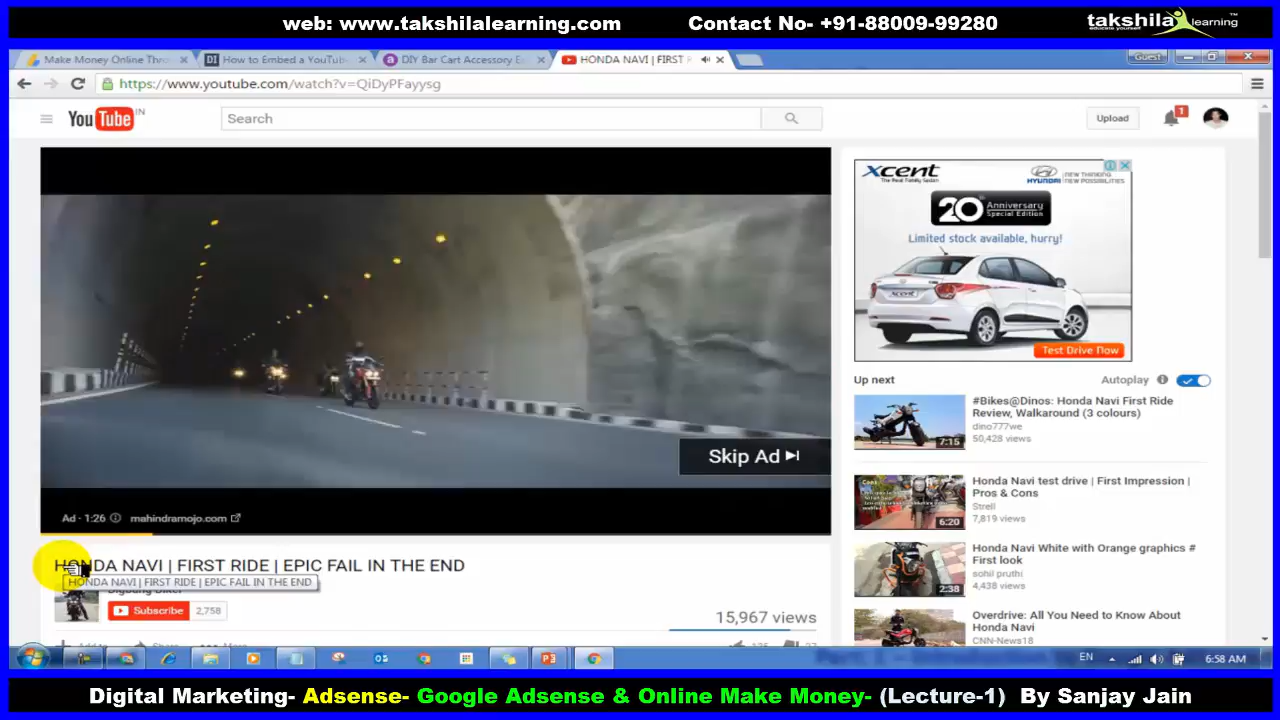 web: www.takshilalearning.com Contact No- +91-88009-99280
takshila learning
educate yourself
Make Money Online Thro
How to Embed a YouTub
DIY Bar Cart Accessory E
HONDA NAVI | FIRST R
Guest
https://www.youtube.com/watch?v=QiDyPFayysg
YouTube IN
Search
Upload
1
xcent
HYUNDAI NEW THINKING. NEW POSSIBILITIES.
20th Anniversary
Special Edition
Limited stock available, hurry!
Test Drive Now
Skip Ad
Ad · 1:26 mahindramojo.com
Up next Autoplay
#Bikes@Dinos: Honda Navi First Ride
Review, Walkaround (3 colours)
dino777we
50,428 views
7:15
Honda Navi test drive | First Impression |
Pros & Cons
Strell
7,819 views
Cons
6:20
Honda Navi White with Orange graphics #
First look
sohil pruthi
4,438 views
2:38
Overdrive: All You Need to Know About
Honda Navi
CNN-News18
HONDA NAVI | FIRST RIDE | EPIC FAIL IN THE END
HONDA NAVI | FIRST RIDE | EPIC FAIL IN THE END
Subscribe 2,758
15,967 views
Add to Share More
EN 6:58 AM
Digital Marketing- Adsense- Google Adsense & Online Make Money- (Lecture-1) By Sanjay Jain